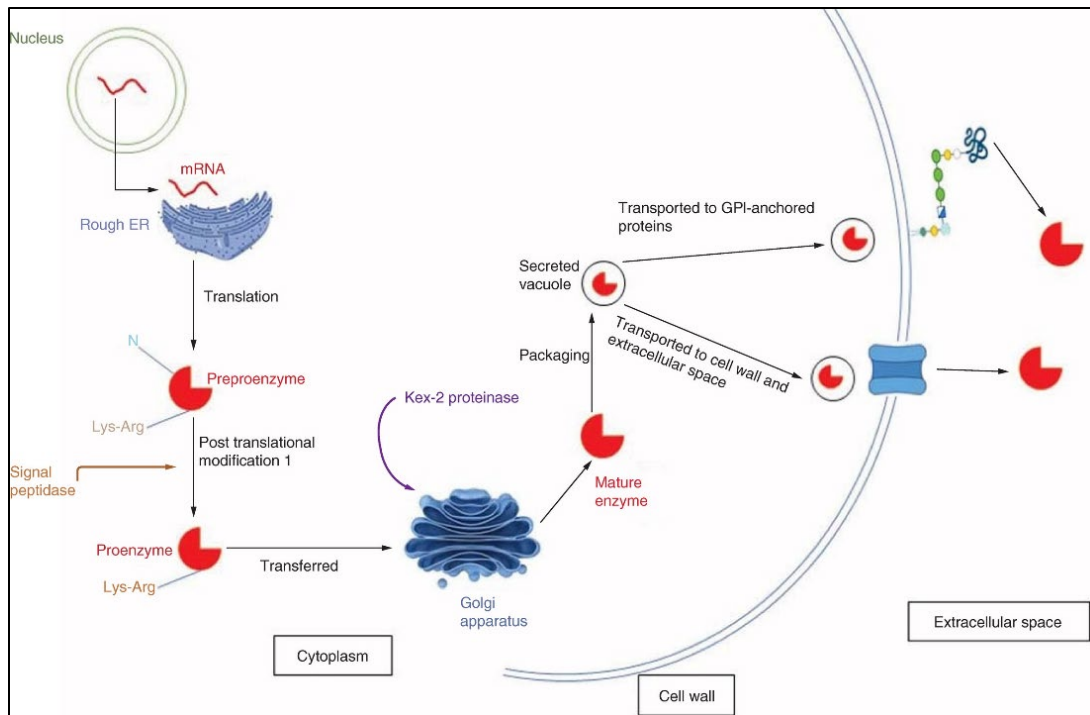 Nucleus
mRNA
Rough ER
Translation
N
Preproenzyme
Lys-Arg
Post translational
modification 1
Signal
peptidase
Proenzyme
Lys-Arg
Transferred
Kex-2 proteinase
Golgi
apparatus
Mature
enzyme
Packaging
Secreted
vacuole
Transported to GPI-anchored
proteins
Transported to cell wall and
extracellular space
Cytoplasm
Cell wall
Extracellular space